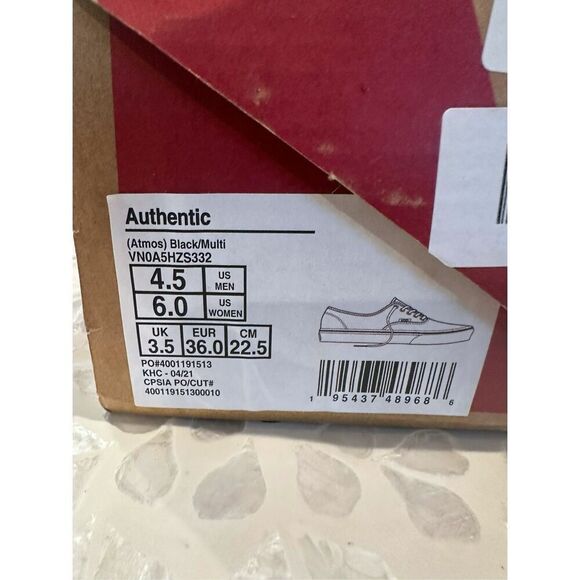 Authentic
(Atmos) Black/Multi
VN0A5HZS332
4.5 US MEN
6.0 US WOMEN
UK EUR CM
3.5 36.0 22.5
PO#4001191513
KHC - 04/21
CPSIA PO/CUT#
400119151300010
1 95437 48968 6